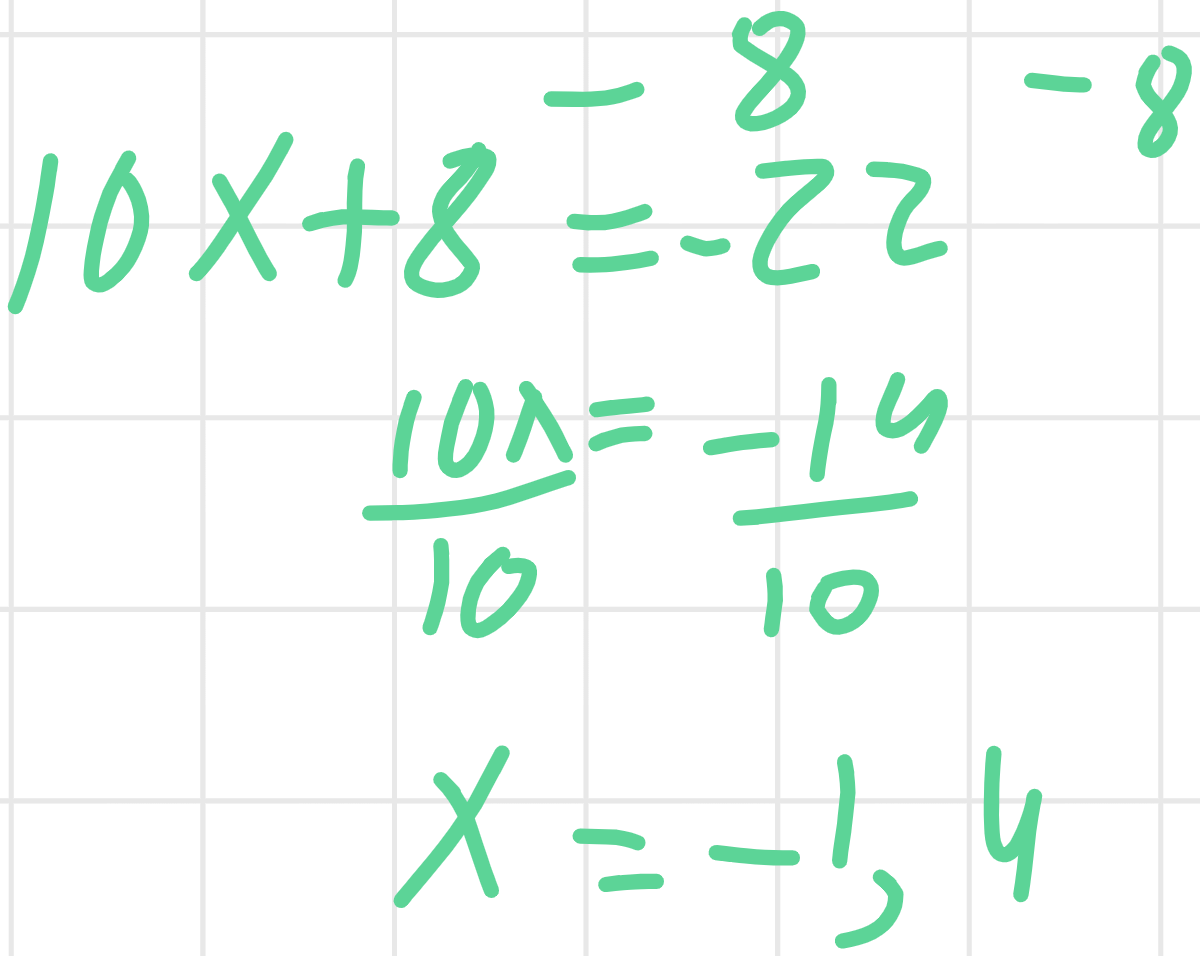 - 8 - 8
10x+8 = -22
10x = -14
10 10
x = -1,4